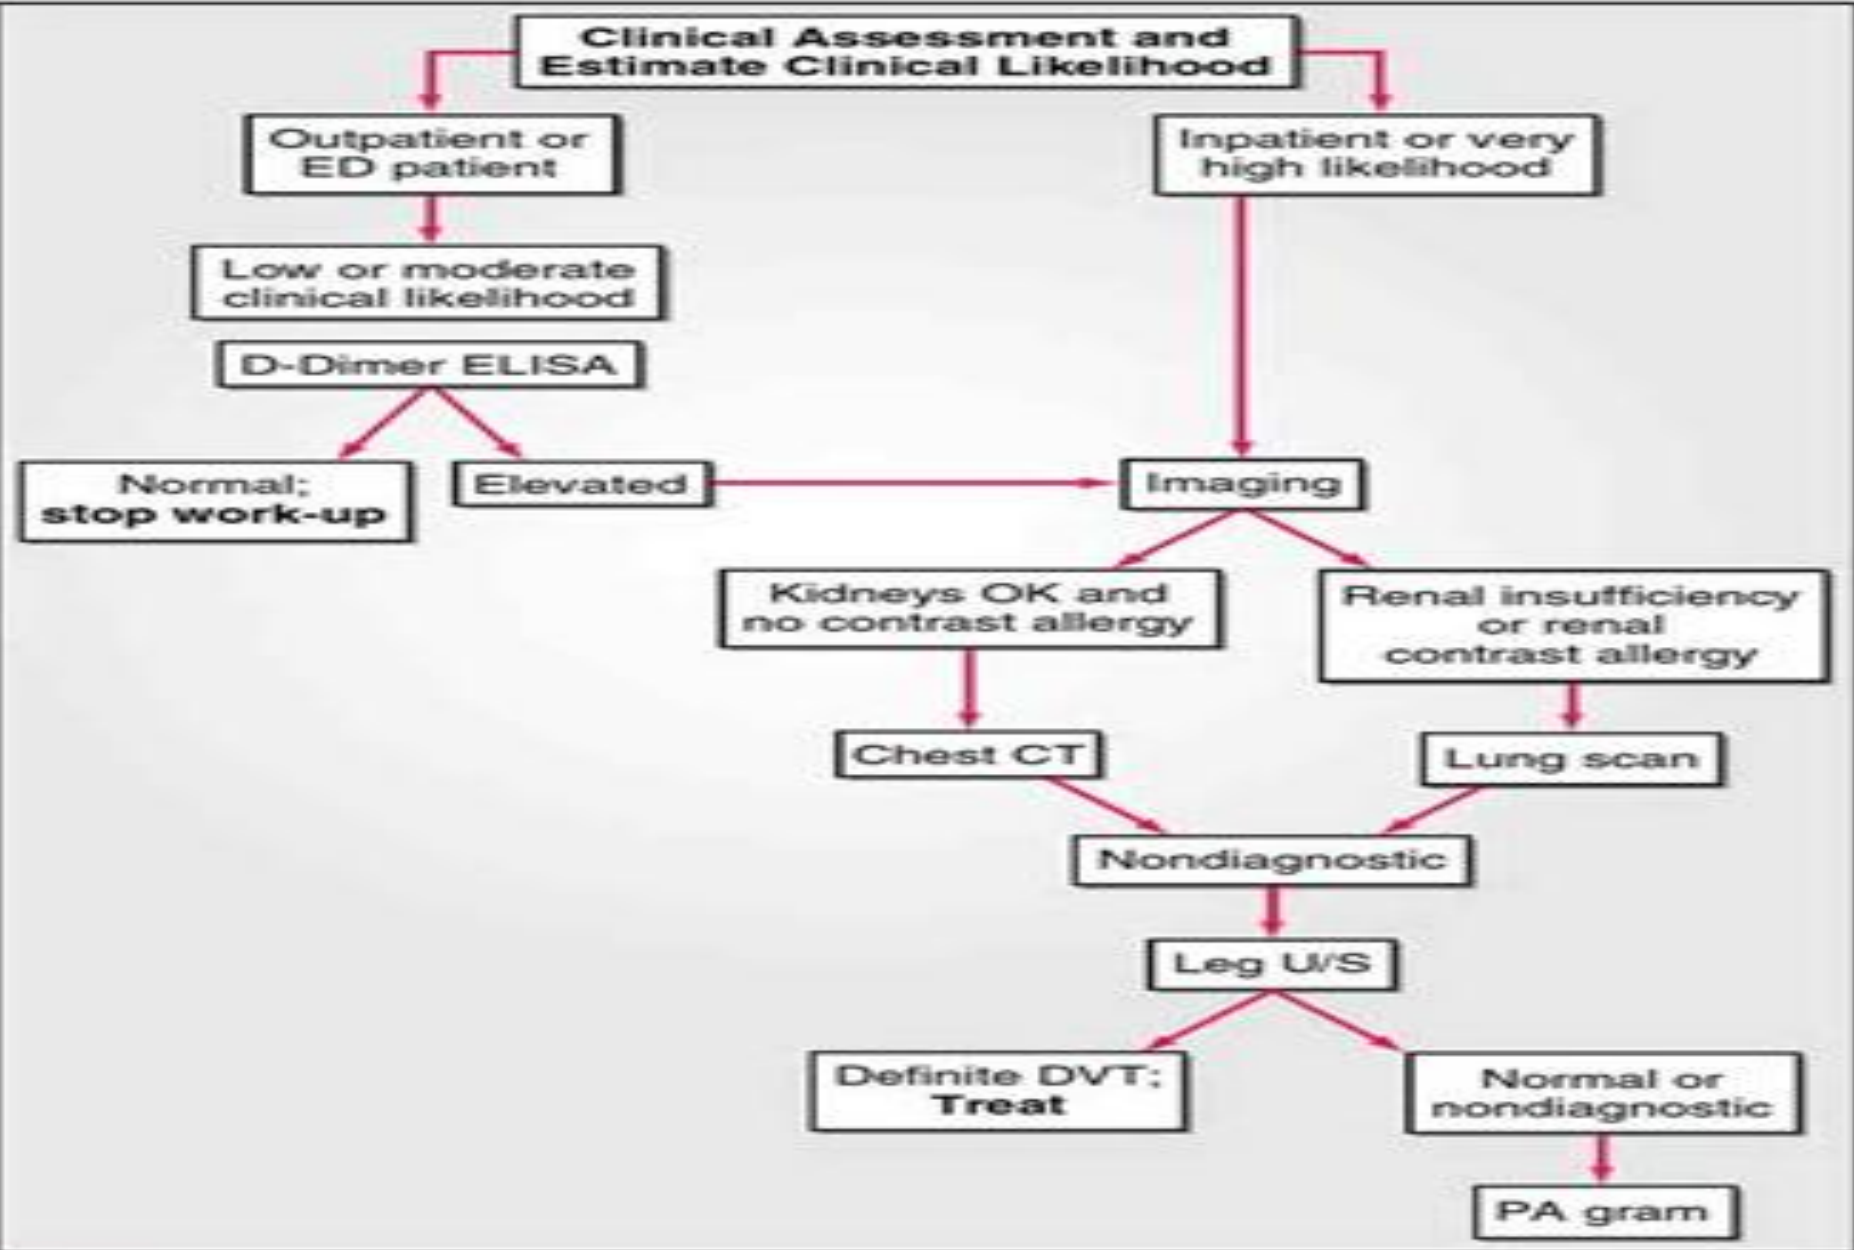 Clinical Assessment and
Estimate Clinical Likelihood
Outpatient or
ED patient
Inpatient or very
high likelihood
Low or moderate
clinical likelihood
D-Dimer ELISA
Normal;
stop work-up
Elevated
Imaging
Kidneys OK and
no contrast allergy
Renal insufficiency
or renal
contrast allergy
Chest CT
Lung scan
Nondiagnostic
Leg U/S
Definite DVT;
Treat
Normal or
nondiagnostic
PA gram